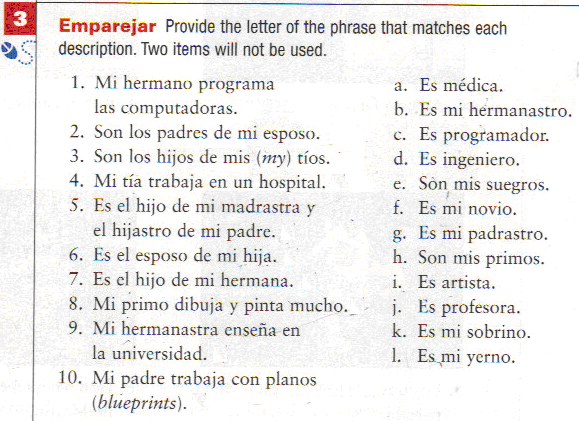 3
Emparejar Provide the letter of the phrase that matches each
description. Two items will not be used.
1. Mi hermano programa
las computadoras.
2. Son los padres de mi esposo.
3. Son los hijos de mis (my) tíos.
4. Mi tía trabaja en un hospital.
5. Es el hijo de mi madrastra y
el hijastro de mi padre.
6. Es el esposo de mi hija.
7. Es el hijo de mi hermana.
8. Mi primo dibuja y pinta mucho.
9. Mi hermanastra enseña en
la universidad.
10. Mi padre trabaja con planos
(blueprints).
a. Es médica.
b. Es mi hermanastro.
c. Es programador.
d. Es ingeniero.
e. Son mis suegros.
f. Es mi novio.
g. Es mi padrastro.
h. Son mis primos.
i. Es artista.
j. Es profesora.
k. Es mi sobrino.
l. Es mi yerno.